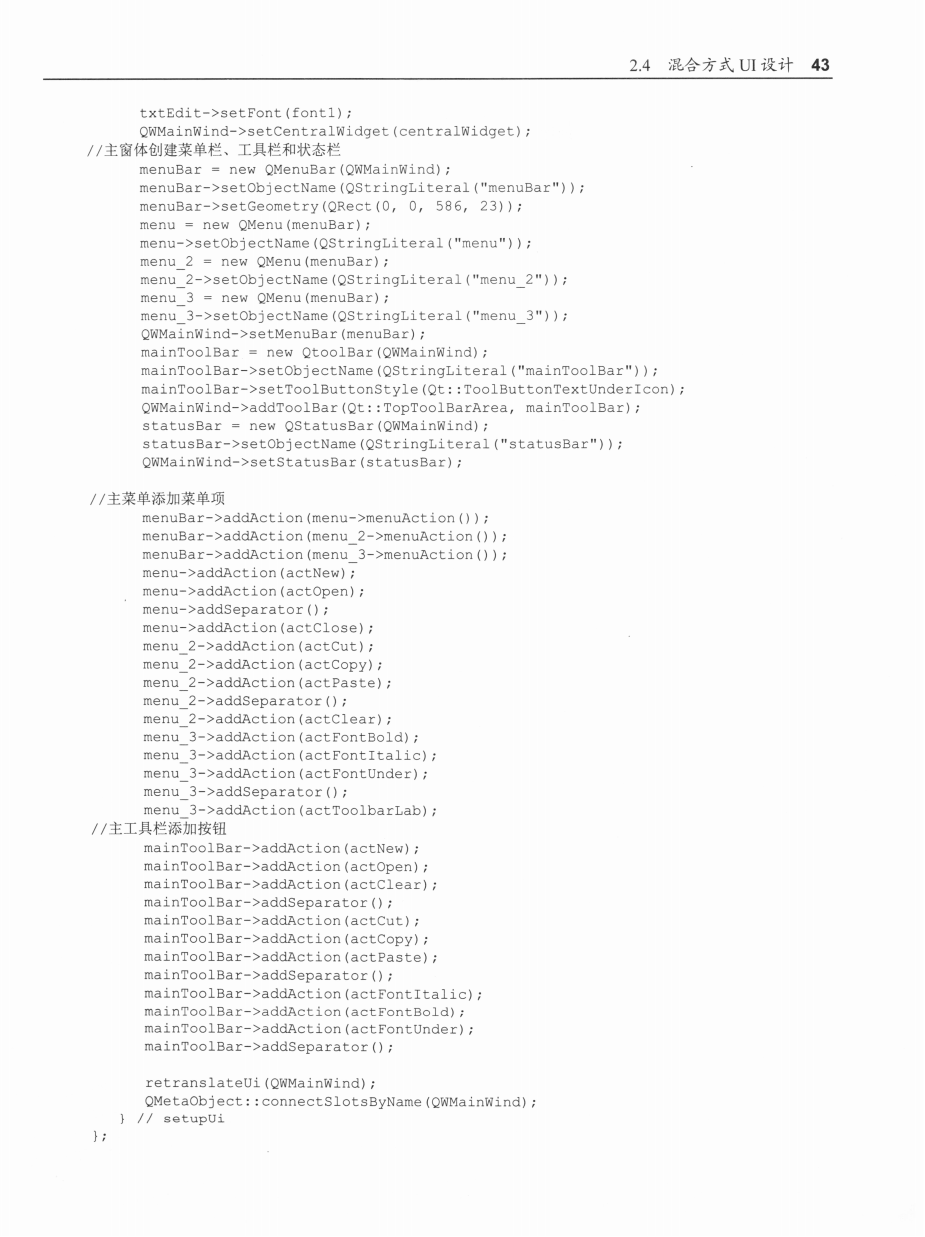 2.4 混合方式 UI 设计 43
txtEdit->setFont(font1);
QWMainWind->setCentralWidget(centralWidget);
//主窗体创建菜单栏、工具栏和状态栏
menuBar = new QMenuBar(QWMainWind);
menuBar->setObjectName(QStringLiteral("menuBar"));
menuBar->setGeometry(QRect(0, 0, 586, 23));
menu = new QMenu(menuBar);
menu->setObjectName(QStringLiteral("menu"));
menu_2 = new QMenu(menuBar);
menu_2->setObjectName(QStringLiteral("menu_2"));
menu_3 = new QMenu(menuBar);
menu_3->setObjectName(QStringLiteral("menu_3"));
QWMainWind->setMenuBar(menuBar);
mainToolBar = new QtoolBar(QWMainWind);
mainToolBar->setObjectName(QStringLiteral("mainToolBar"));
mainToolBar->setToolButtonStyle(Qt::ToolButtonTextUnderIcon);
QWMainWind->addToolBar(Qt::TopToolBarArea, mainToolBar);
statusBar = new QStatusBar(QWMainWind);
statusBar->setObjectName(QStringLiteral("statusBar"));
QWMainWind->setStatusBar(statusBar);
//主菜单添加菜单项
menuBar->addAction(menu->menuAction());
menuBar->addAction(menu_2->menuAction());
menuBar->addAction(menu_3->menuAction());
menu->addAction(actNew);
menu->addAction(actOpen);
menu->addSeparator();
menu->addAction(actClose);
menu_2->addAction(actCut);
menu_2->addAction(actCopy);
menu_2->addAction(actPaste);
menu_2->addSeparator();
menu_2->addAction(actClear);
menu_3->addAction(actFontBold);
menu_3->addAction(actFontItalic);
menu_3->addAction(actFontUnder);
menu_3->addSeparator();
menu_3->addAction(actToolbarLab);
//主工具栏添加按钮
mainToolBar->addAction(actNew);
mainToolBar->addAction(actOpen);
mainToolBar->addAction(actClear);
mainToolBar->addSeparator();
mainToolBar->addAction(actCut);
mainToolBar->addAction(actCopy);
mainToolBar->addAction(actPaste);
mainToolBar->addSeparator();
mainToolBar->addAction(actFontItalic);
mainToolBar->addAction(actFontBold);
mainToolBar->addAction(actFontUnder);
mainToolBar->addSeparator();
retranslateUi(QWMainWind);
QMetaObject::connectSlotsByName(QWMainWind);
} // setupUi
};